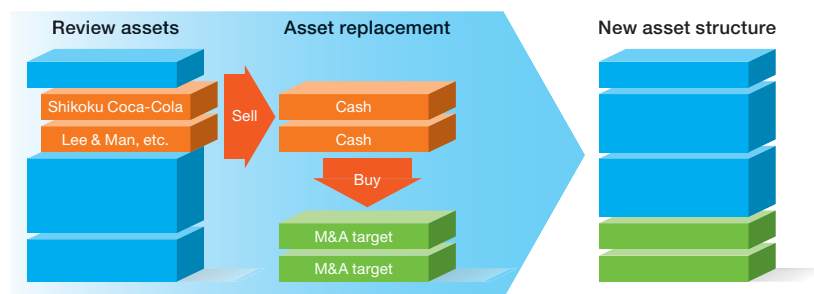 Review assets
Asset replacement
New asset structure
Shikoku Coca-Cola
Lee & Man, etc.
Sell
Cash
Cash
Buy
M&A target
M&A target